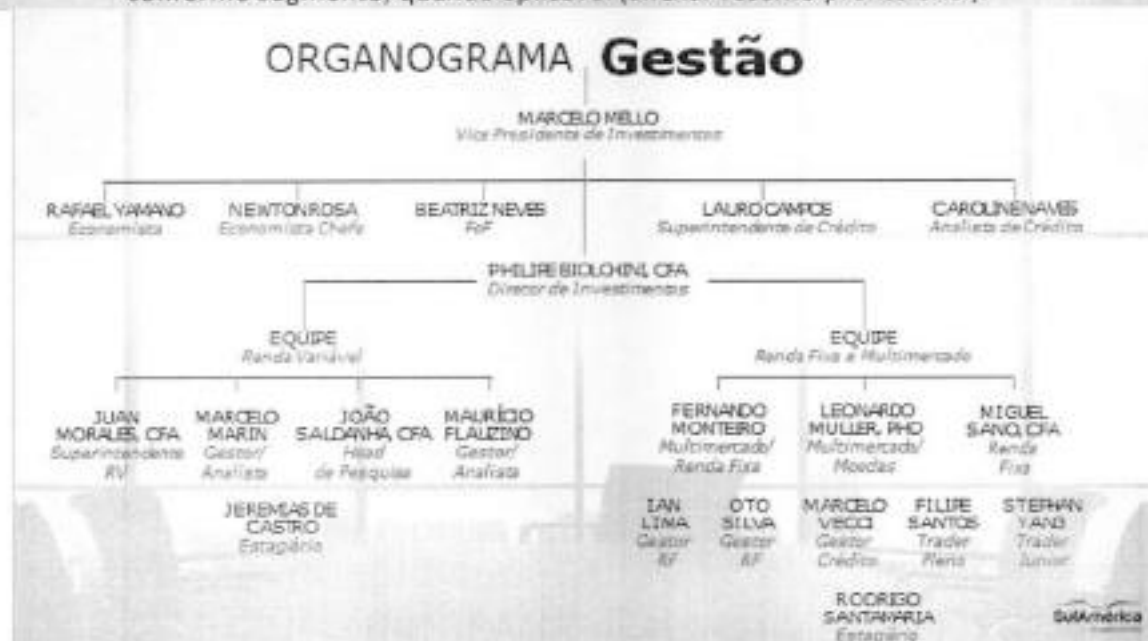 ORGANOGRAMA Gestão
MARCELO MELLO
Vice Presidente de Investimentos
RAFAEL YAMANO
Economista
NEWTON ROSA
Economista Chefe
BEATRIZ NEVES
FoF
LAURO CAMPOS
Superintendente de Crédito
CAROLINE NAVES
Analista de Crédito
PHILIPE BIOLCHINI, CFA
Diretor de Investimentos
EQUIPE
Renda Variável
EQUIPE
Renda Fixa e Multimercado
JUAN
MORALES, CFA
Superintendente
RV
MARCELO
MARIN
Gestor/
Analista
JOÃO
SALDANHA, CFA
Head
de Pesquisa
MAURÍCIO
FLAUZINO
Gestor/
Analista
FERNANDO
MONTEIRO
Multimercado/
Renda Fixa
LEONARDO
MULLER, PHD
Multimercado/
Moedas
MIGUEL
SANO, CFA
Renda
Fixa
JEREMIAS DE
CASTRO
Estagiário
IAN
LIMA
Gestor
RF
OTO
SILVA
Gestor
RF
MARCELO
VECCI
Gestor
Crédito
FILIPE
SANTOS
Trader
Pleno
STEPHAN
YANG
Trader
Junior
RODRIGO
SANTAMARIA
Estagiário
SulAmérica